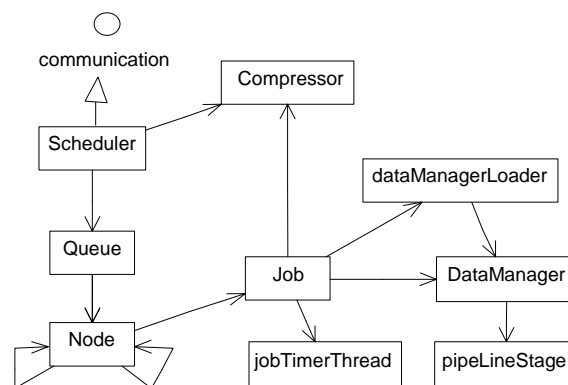 communication
Compressor
Scheduler
dataManagerLoader
Queue
Job
DataManager
Node
jobTimerThread
pipeLineStage